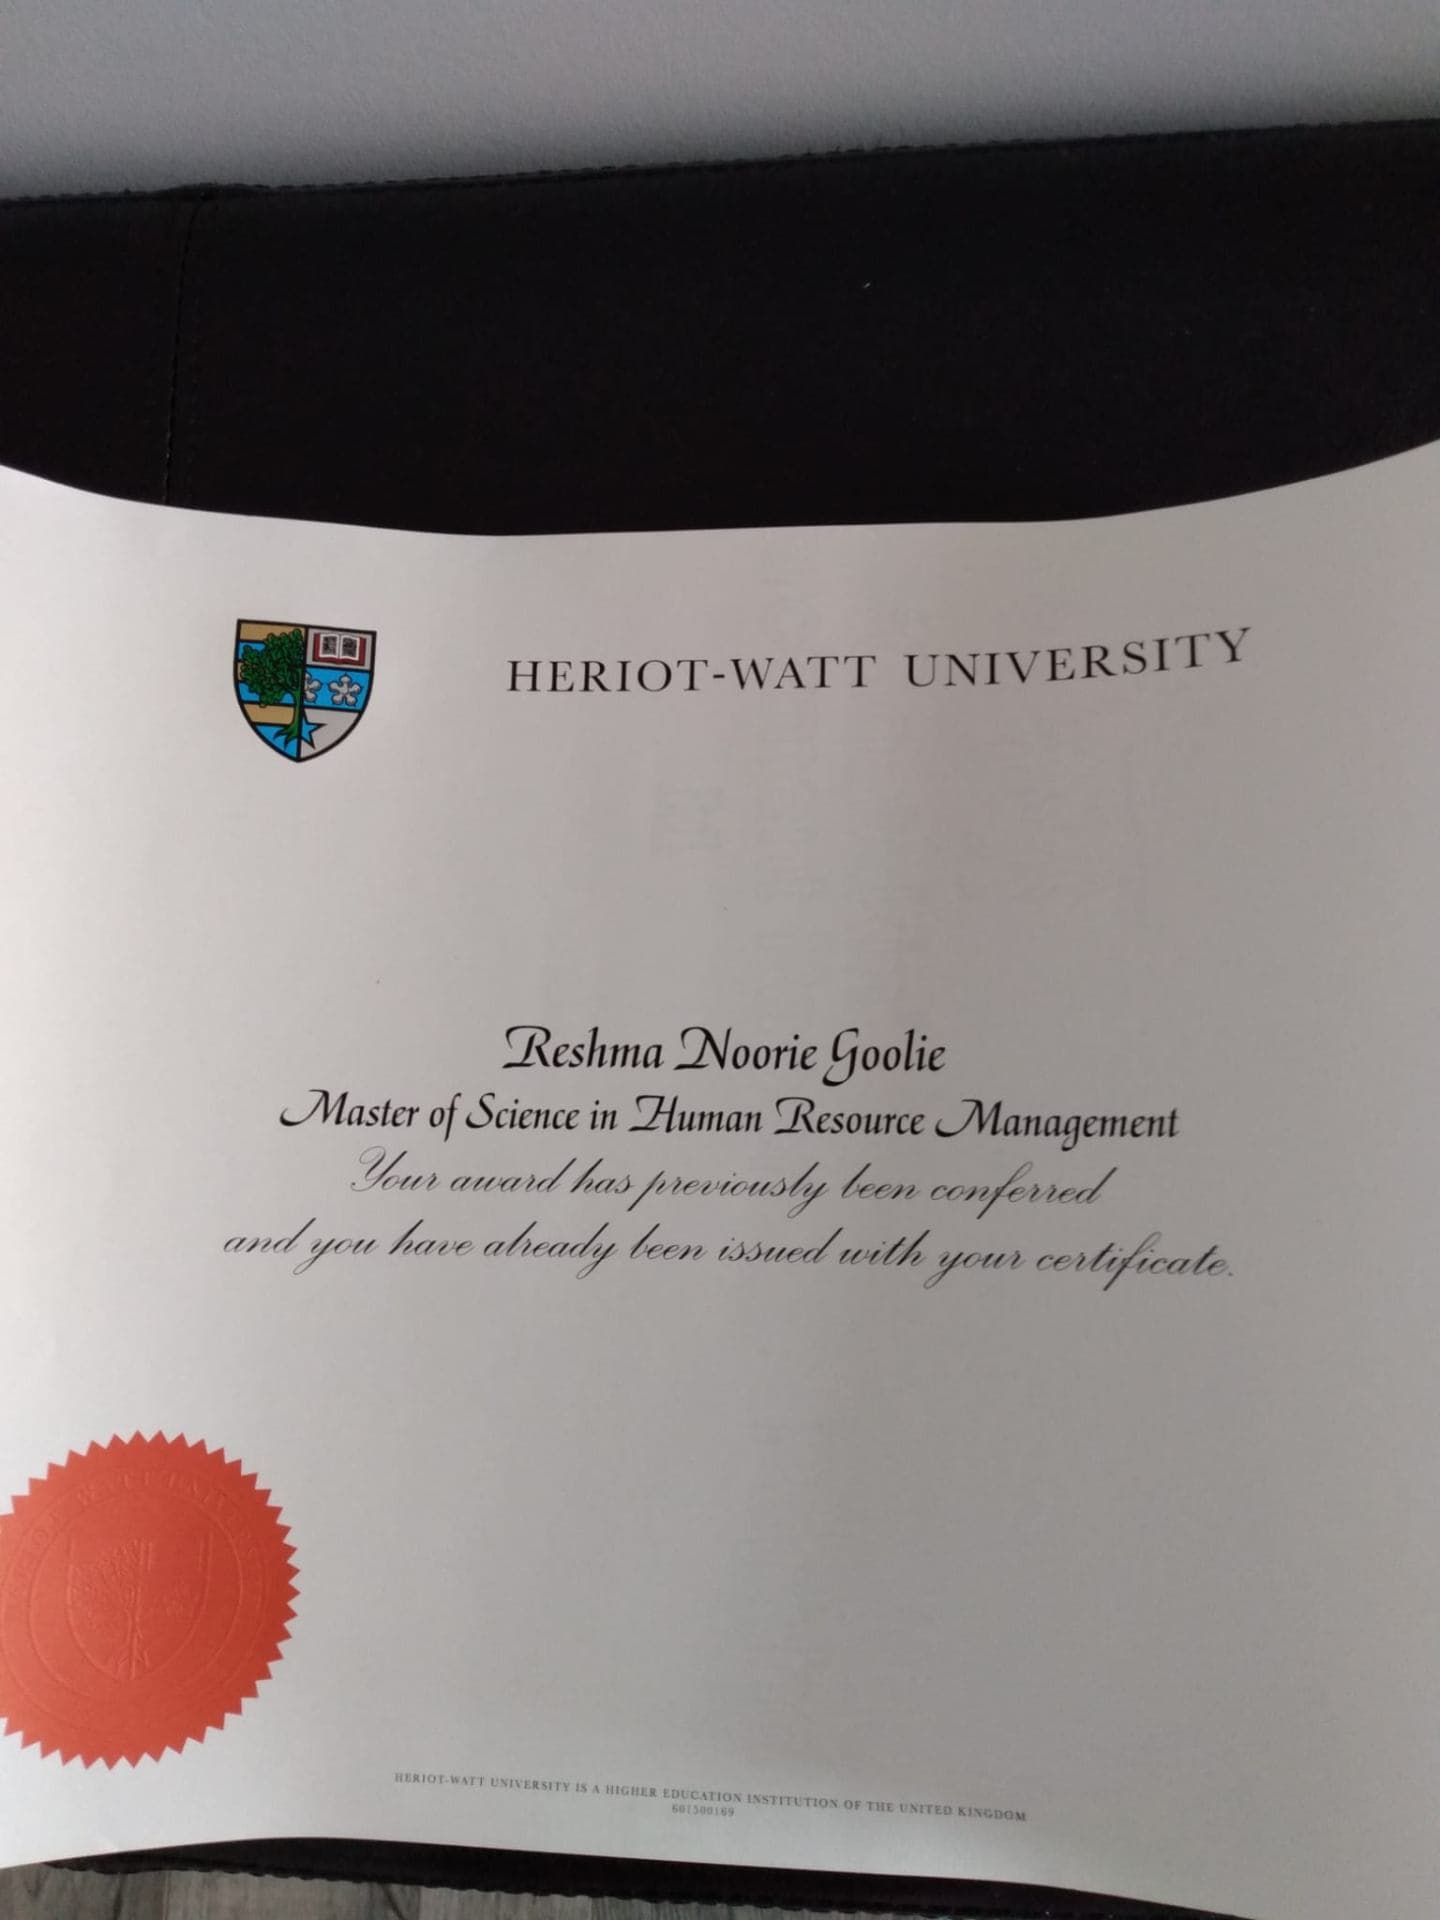 HERIOT-WATT UNIVERSITY
Reshma Noorie Goolie
Master of Science in Human Resource Management
Your award has previously been conferred
and you have already been issued with your certificate.
HERIOT-WATT UNIVERSITY IS A HIGHER EDUCATION INSTITUTION OF THE UNITED KINGDOM
601500169